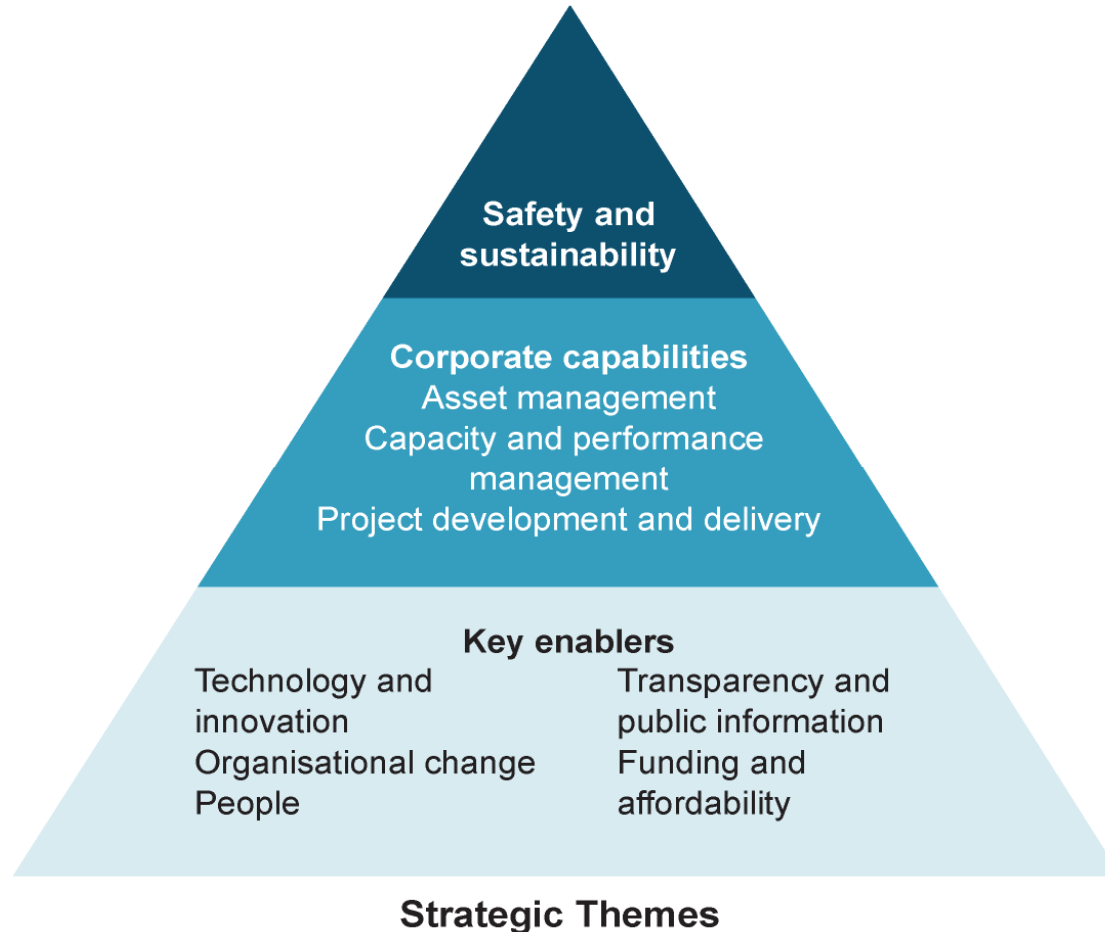 Safety and
sustainability
Corporate capabilities
Asset management
Capacity and performance
management
Project development and delivery
Key enablers
Technology and
innovation
Organisational change
People
Transparency and
public information
Funding and
affordability
Strategic Themes